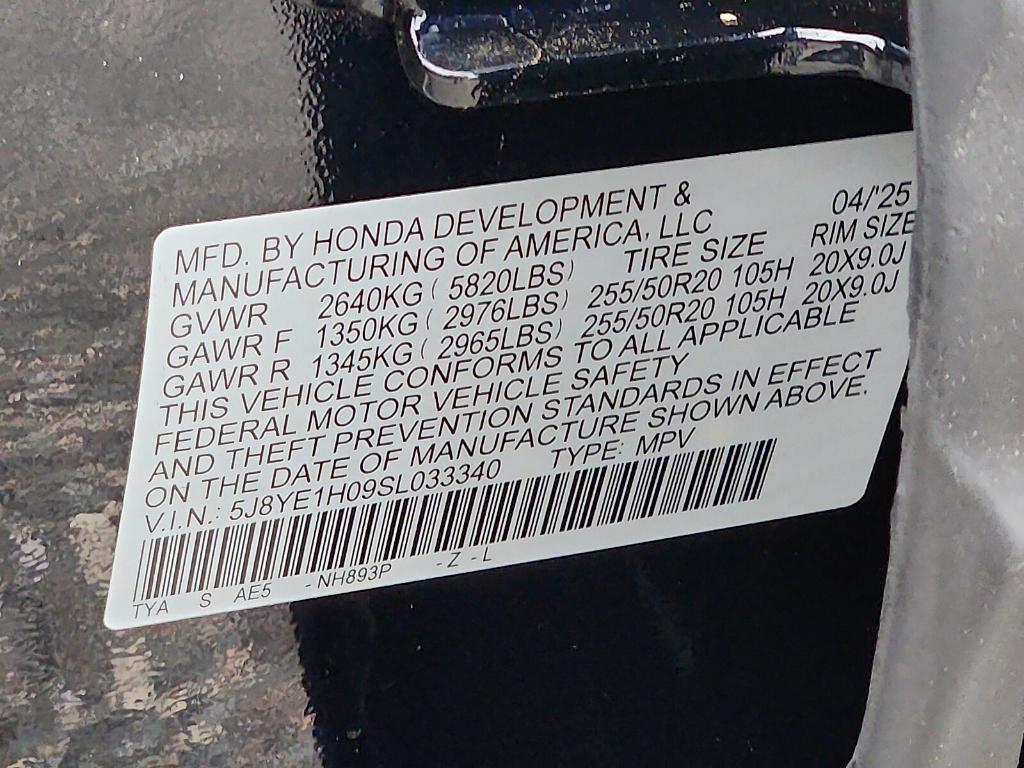 MFD. BY HONDA DEVELOPMENT & 04/'25
MANUFACTURING OF AMERICA, LLC
GVWR 2640KG ( 5820LBS) TIRE SIZE RIM SIZE
GAWR F 1350KG ( 2976LBS) 255/50R20 105H 20X9.0J
GAWR R 1345KG ( 2965LBS) 255/50R20 105H 20X9.0J
THIS VEHICLE CONFORMS TO ALL APPLICABLE
FEDERAL MOTOR VEHICLE SAFETY
AND THEFT PREVENTION STANDARDS IN EFFECT
ON THE DATE OF MANUFACTURE SHOWN ABOVE.
V.I.N.: 5J8YE1H09SL033340 TYPE: MPV
TYA S AE5 - NH893P - Z - L